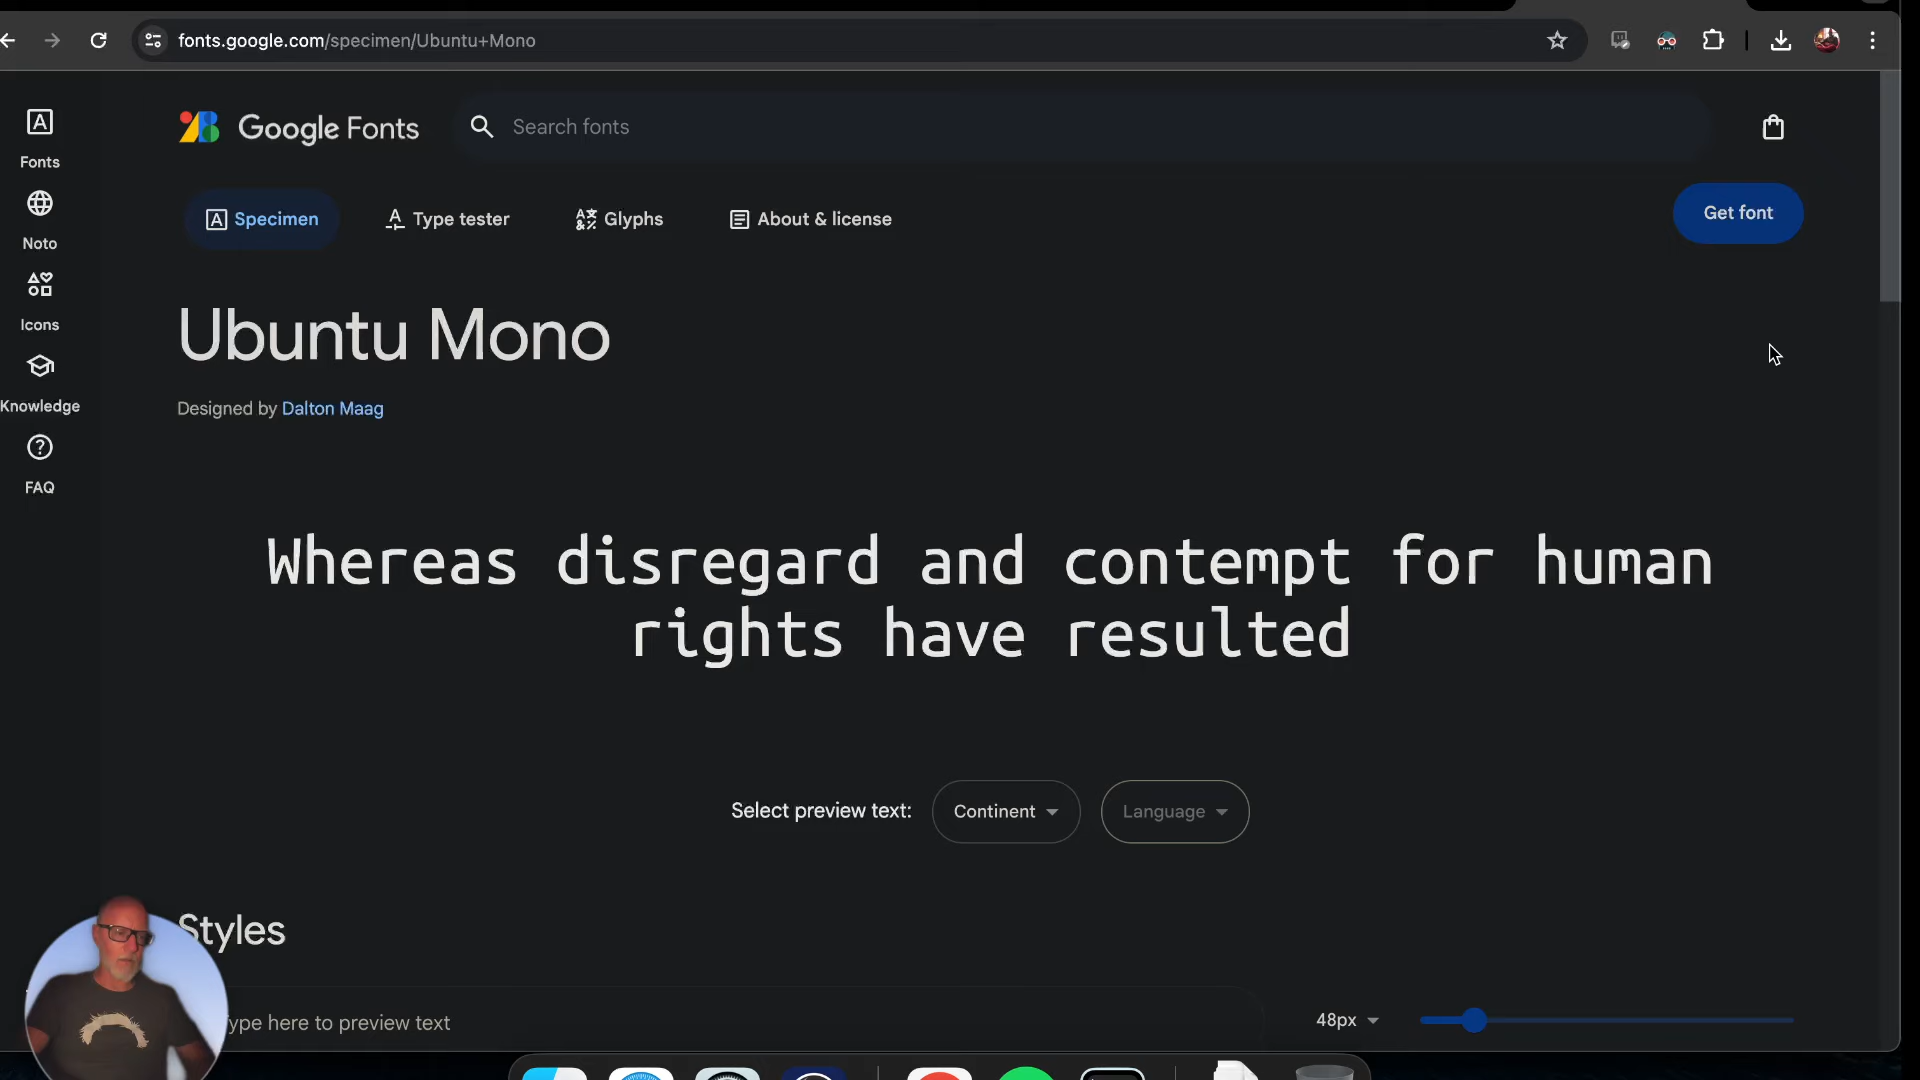 fonts.google.com/specimen/Ubuntu+Mono
Google Fonts
Search fonts
Fonts
Noto
Icons
Knowledge
FAQ
Specimen
Type tester
Glyphs
About & license
Get font
Ubuntu Mono
Designed by Dalton Maag
Whereas disregard and contempt for human
rights have resulted
Select preview text:
Continent
Language
Styles
ype here to preview text
48px